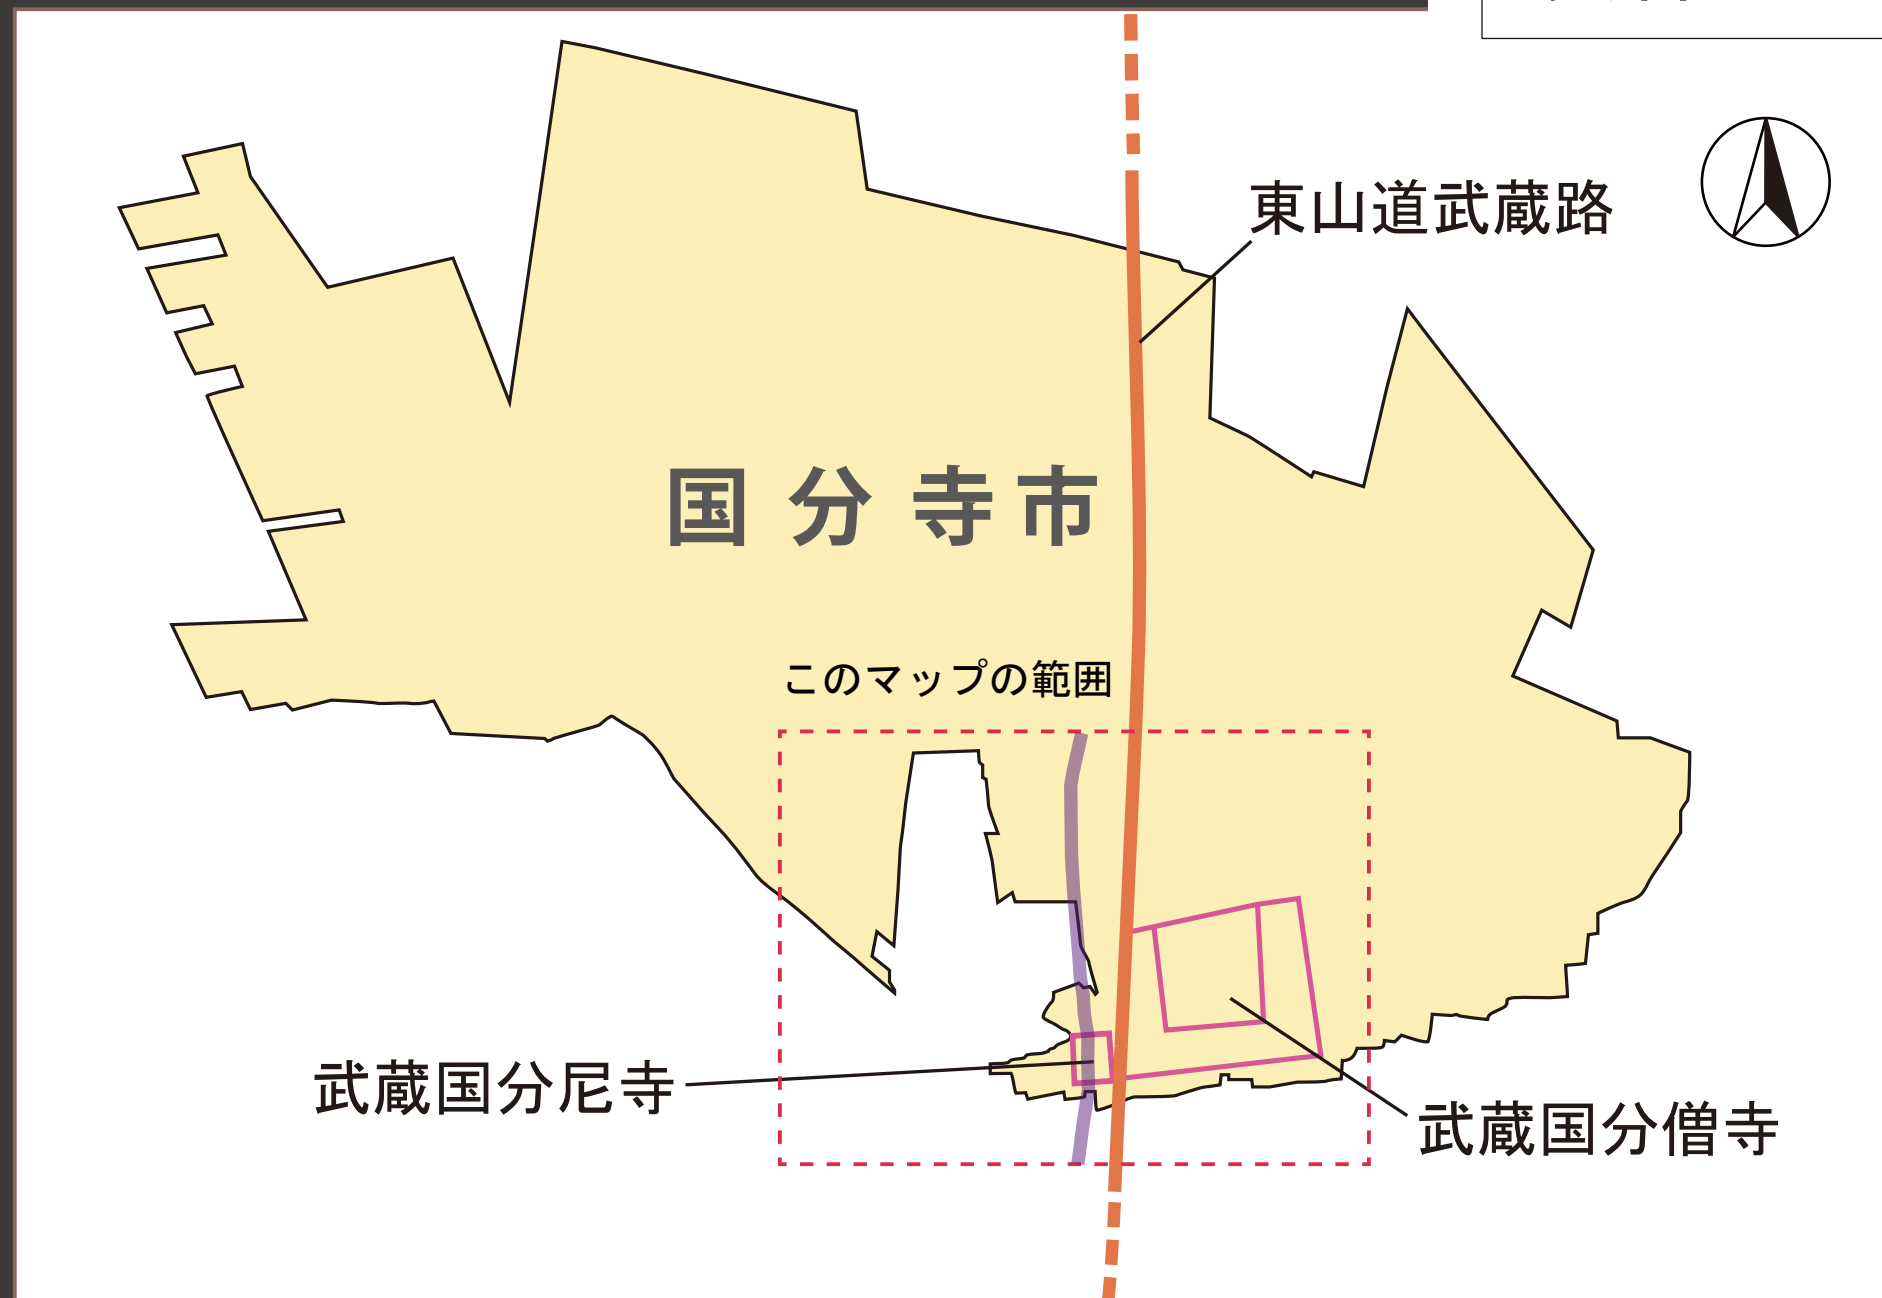 東山道武蔵路
国分寺市
このマップの範囲
武蔵国分尼寺
武蔵国分僧寺